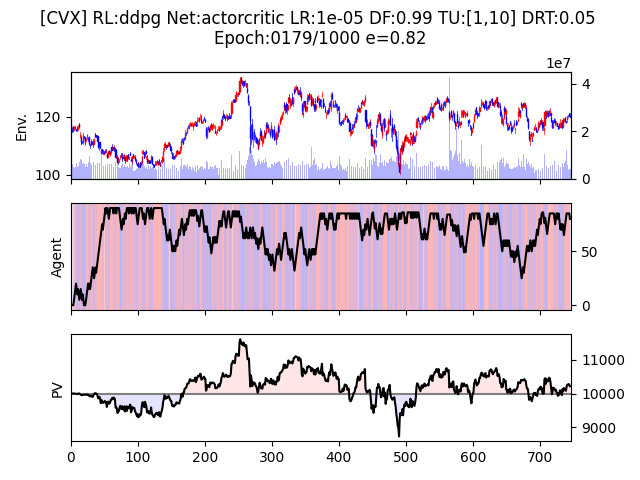 [CVX] RL:ddpg Net:actorcritic LR:1e-05 DF:0.99 TU:[1,10] DRT:0.05
Epoch:0179/1000 e=0.82
1e7
Env.
120
100
4
2
0
Agent
50
0
PV
11000
10000
9000
0 100 200 300 400 500 600 700